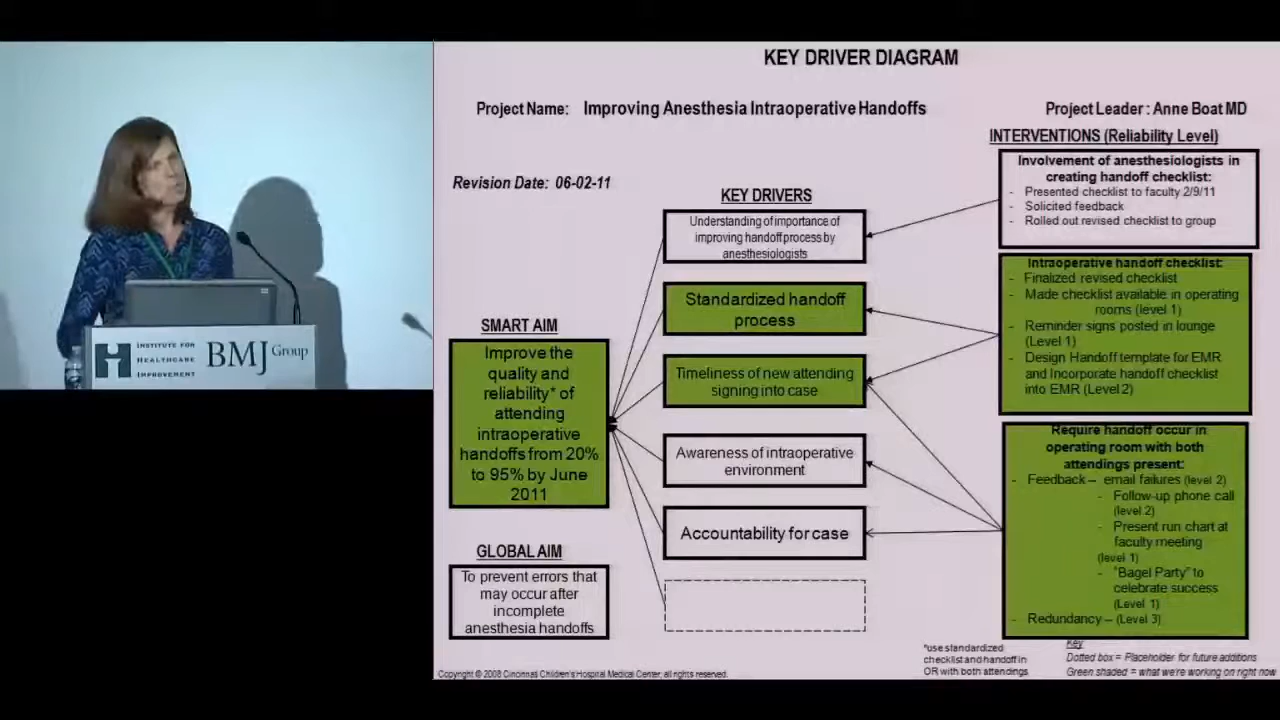 KEY DRIVER DIAGRAM
Project Name: Improving Anesthesia Intraoperative Handoffs
Project Leader : Anne Boat MD
Revision Date: 06-02-11
SMART AIM
Improve the
quality and
reliability* of
attending
intraoperative
handoffs from 20%
to 95% by June
2011
GLOBAL AIM
To prevent errors that
may occur after
incomplete
anesthesia handoffs
KEY DRIVERS
Understanding of importance of
improving handoff process by
anesthesiologists
Standardized handoff
process
Timeliness of new attending
signing into case
Awareness of intraoperative
environment
Accountability for case
INTERVENTIONS (Reliability Level)
Involvement of anesthesiologists in
creating handoff checklist:
- Presented checklist to faculty 2/9/11
- Solicited feedback
- Rolled out revised checklist to group
Intraoperative handoff checklist:
- Finalized revised checklist
- Made checklist available in operating
rooms (level 1)
- Reminder signs posted in lounge
(Level 1)
- Design Handoff template for EMR
and Incorporate handoff checklist
into EMR (Level 2)
Require handoff occur in
operating room with both
attendings present:
- Feedback – email failures (level 2)
- Follow-up phone call
(level 2)
- Present run chart at
faculty meeting
(level 1)
- "Bagel Party" to
celebrate success
(Level 1)
- Redundancy – (Level 3)
*use standardized
checklist and handoff in
OR with both attendings
Key
Dotted box = Placeholder for future additions
Green shaded = what we're working on right now
Copyright © 2008 Cincinnati Children's Hospital Medical Center; all rights reserved.
INSTITUTE FOR
HEALTHCARE
IMPROVEMENT
BMJ Group